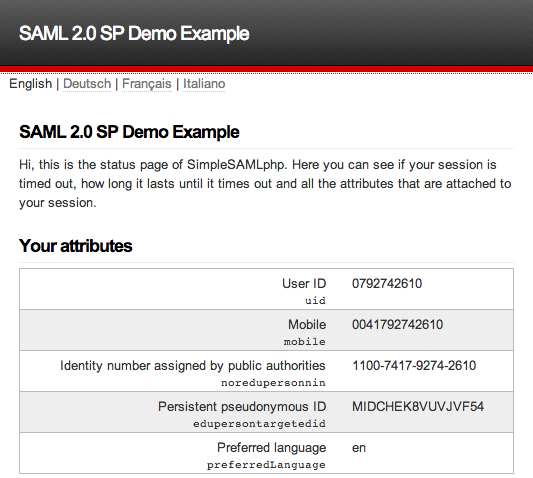 SAML 2.0 SP Demo Example
English | Deutsch | Français | Italiano
SAML 2.0 SP Demo Example
Hi, this is the status page of SimpleSAMLphp. Here you can see if your session is
timed out, how long it lasts until it times out and all the attributes that are attached to
your session.
Your attributes
User ID 0792742610
uid
Mobile 0041792742610
mobile
Identity number assigned by public authorities 1100-7417-9274-2610
noredupersonnin
Persistent pseudonymous ID MIDCHEK8VUVJVF54
edupersontargetedid
Preferred language en
preferredLanguage